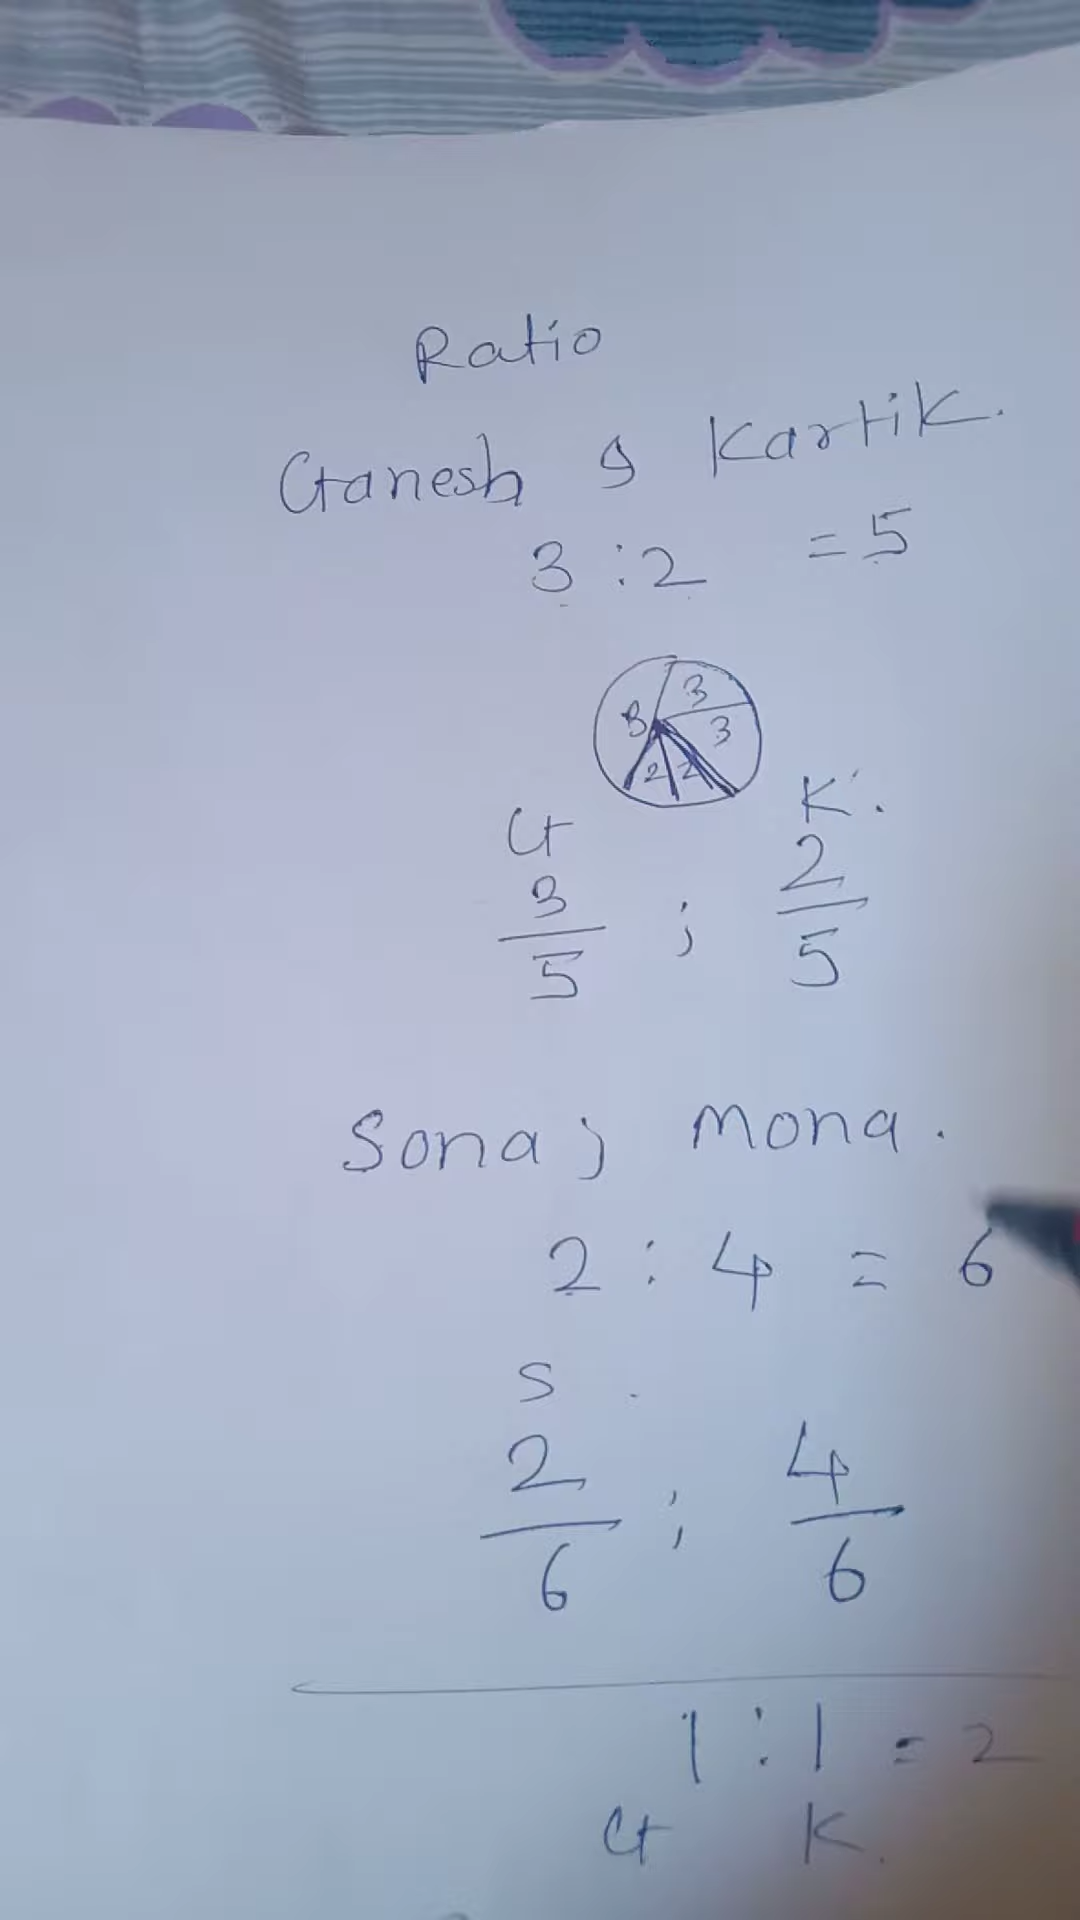 Ratio
Ganesh & Kartik.
3 : 2 = 5
3 3
3
2 2
G K.
3/5 ; 2/5
Sona ; Mona.
2 : 4 = 6
S .
2/6 ; 4/6
1 : 1 = 2
G K.